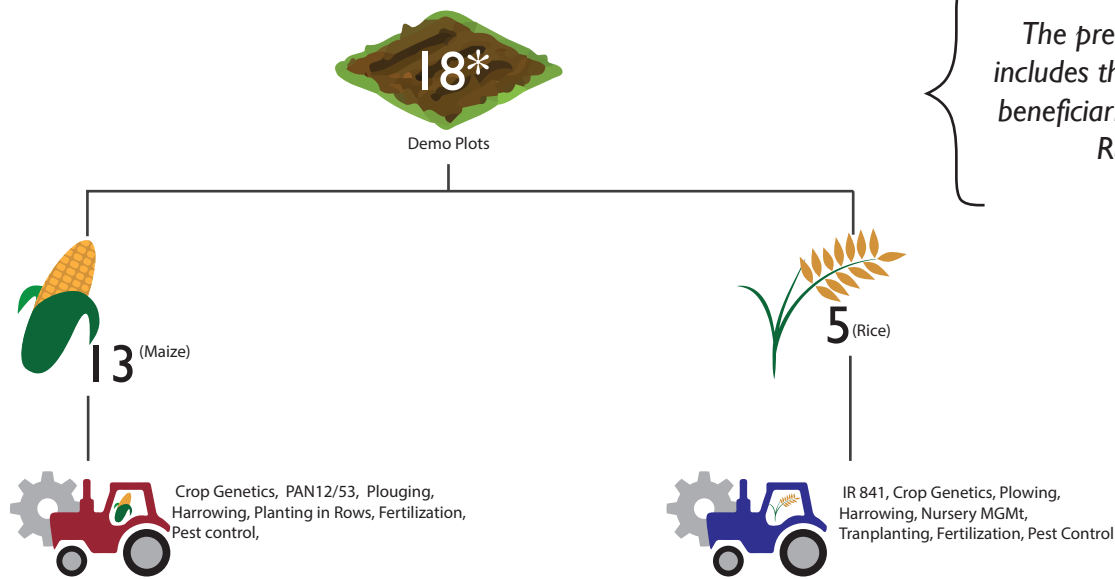 18*
Demo Plots
The pre
includes th
beneficiar
R
13 (Maize)
5 (Rice)
Crop Genetics, PAN12/53, Plouging,
Harrowing, Planting in Rows, Fertilization,
Pest control,
IR 841, Crop Genetics, Plowing,
Harrowing, Nursery MGMt,
Tranplanting, Fertilization, Pest Control